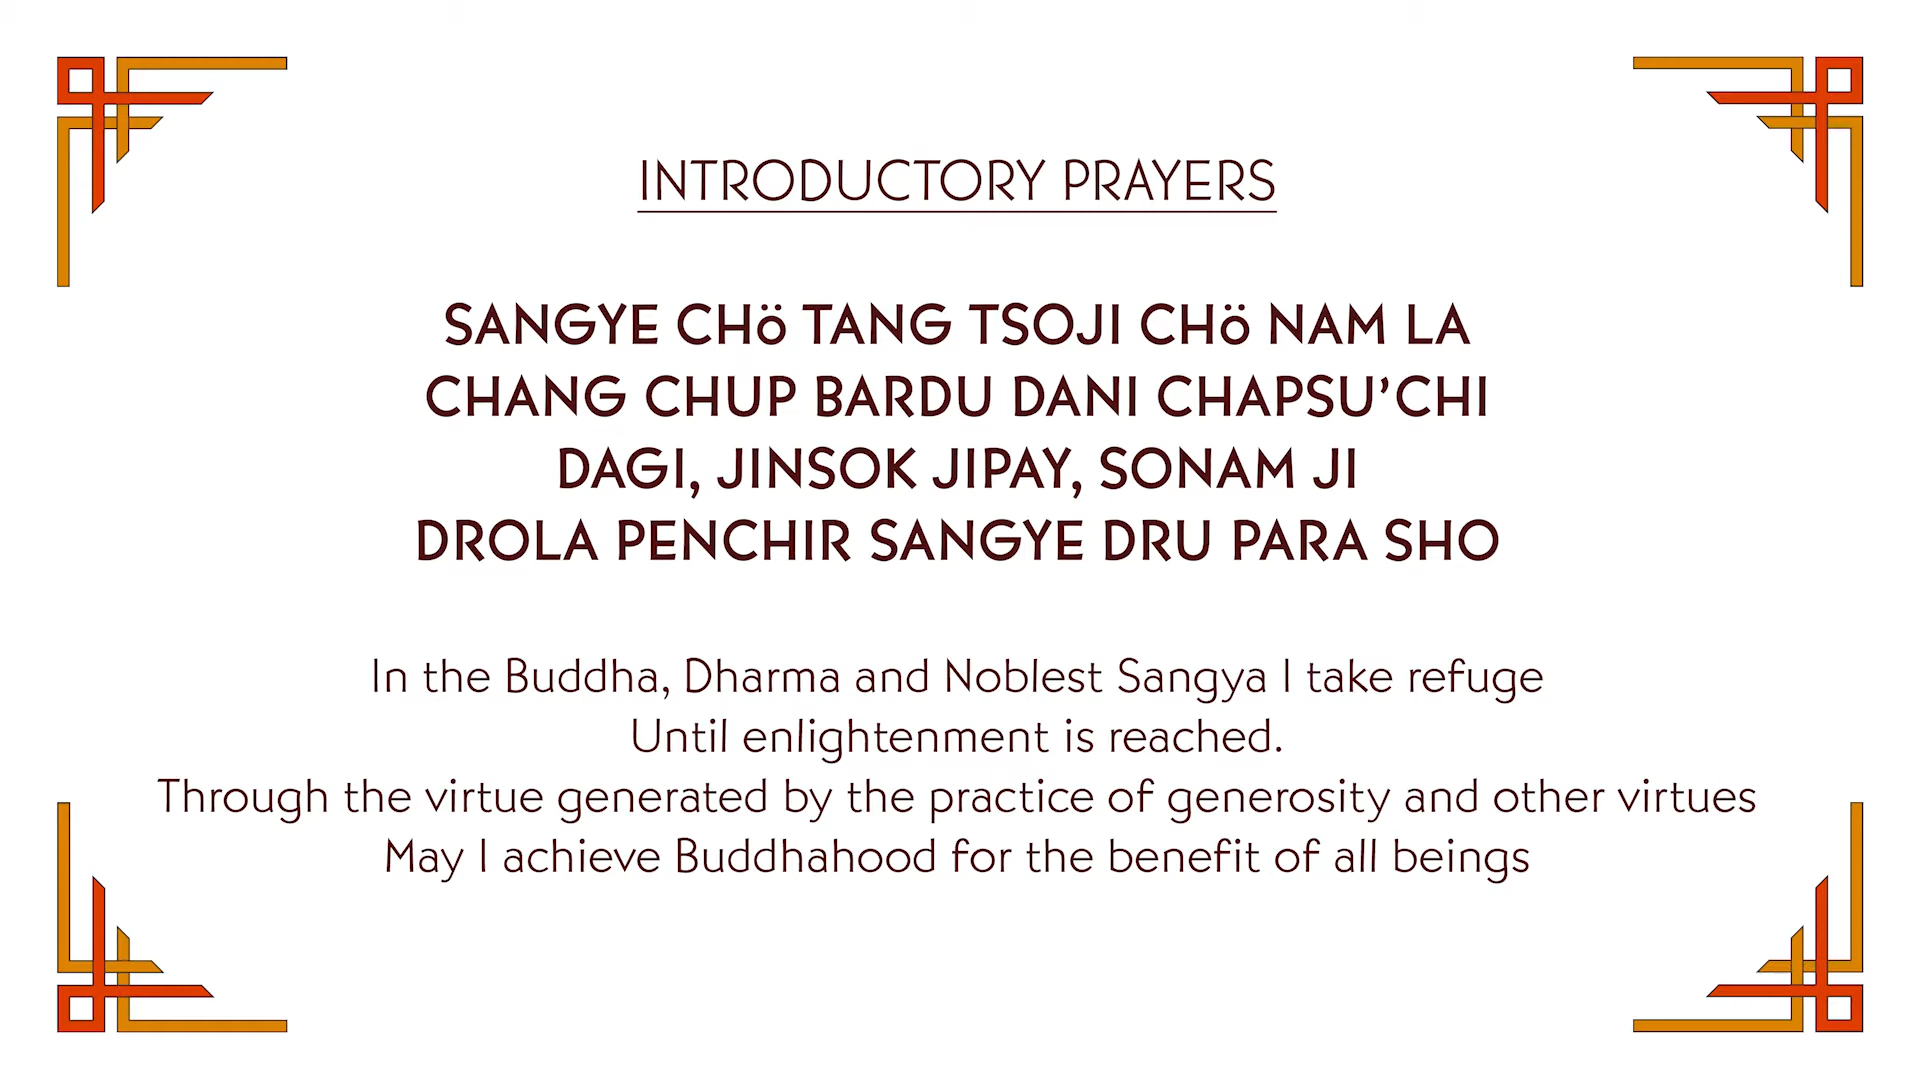 INTRODUCTORY PRAYERS
SANGYE CHö TANG TSOJI CHö NAM LA
CHANG CHUP BARDU DANI CHAPSU’CHI
DAGI, JINSOK JIPAY, SONAM JI
DROLA PENCHIR SANGYE DRU PARA SHO
In the Buddha, Dharma and Noblest Sangya I take refuge
Until enlightenment is reached.
Through the virtue generated by the practice of generosity and other virtues
May I achieve Buddhahood for the benefit of all beings